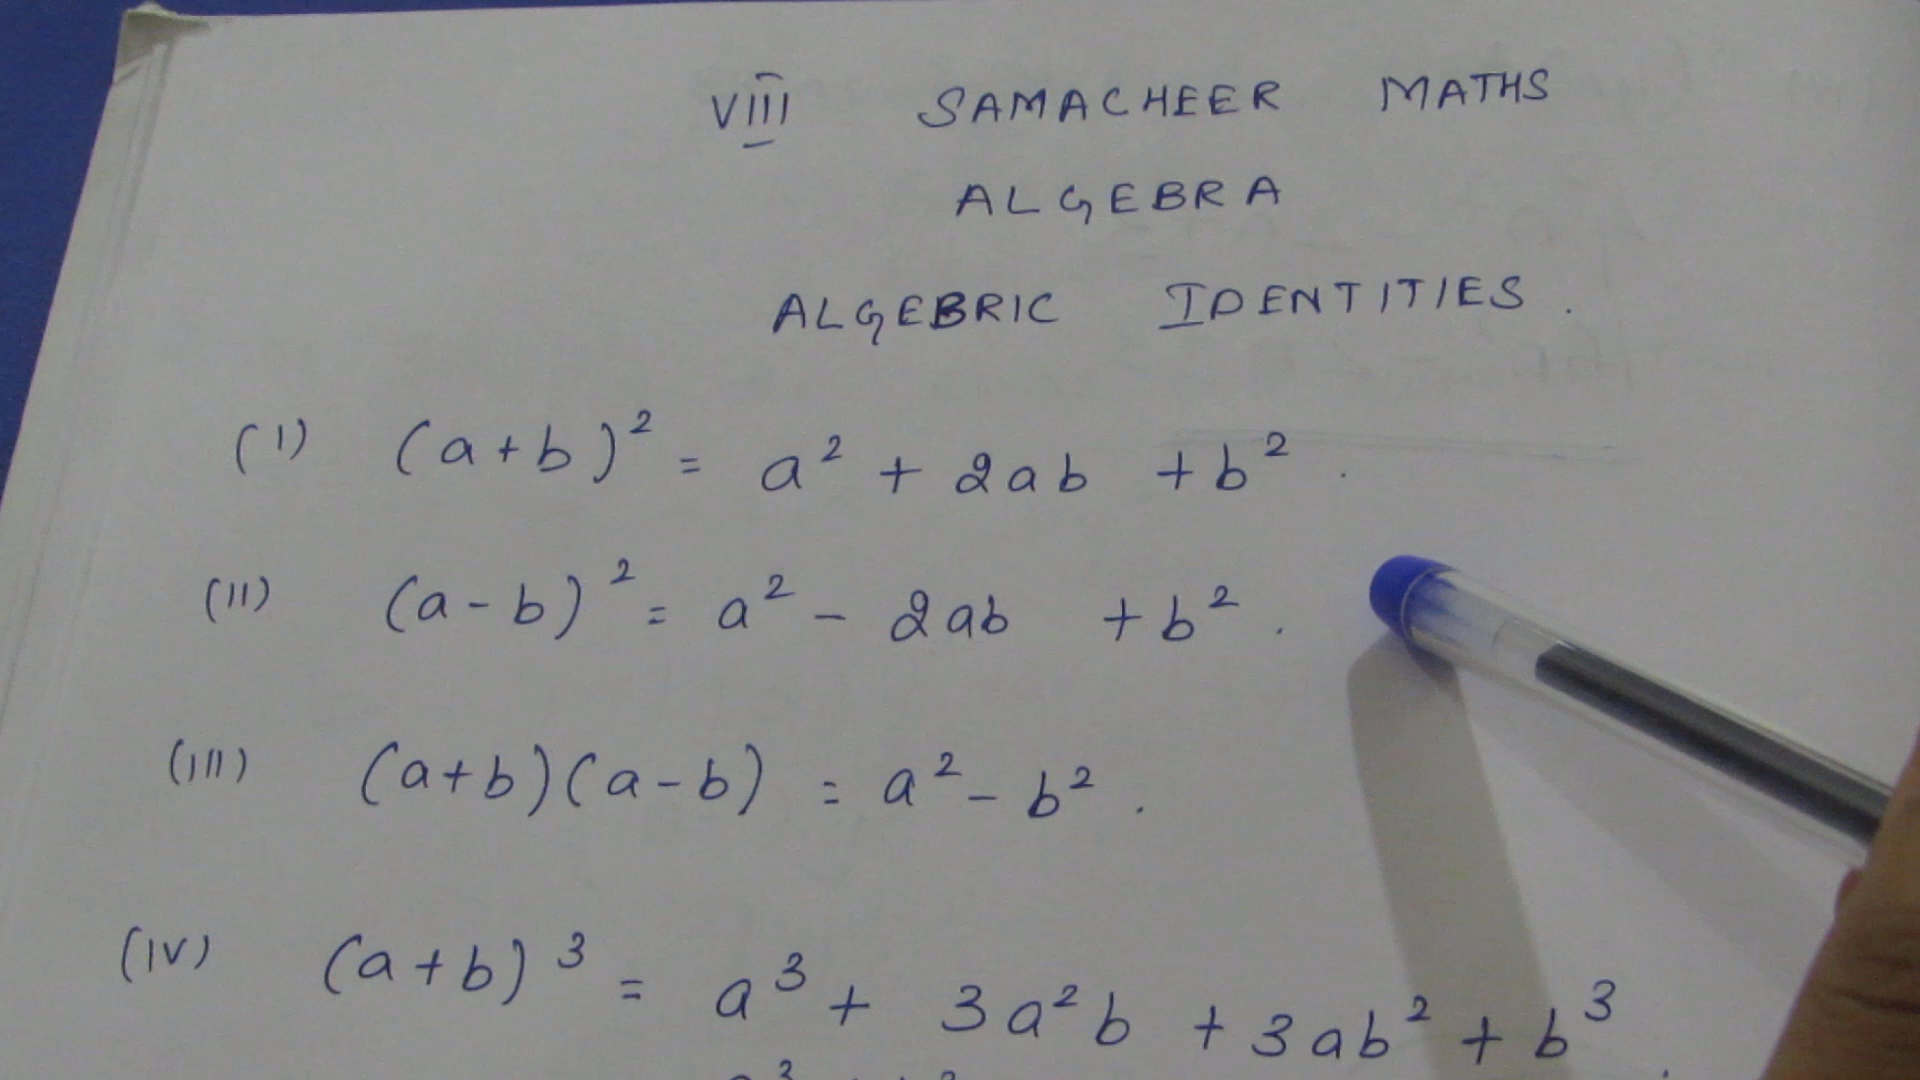 VIII SAMACHEER MATHS
ALGEBRA
ALGEBRIC IDENTITIES.
(I) (a+b)² = a² + 2ab + b².
(II) (a-b)² = a² - 2ab + b².
(III) (a+b)(a-b) = a² - b².
(IV) (a+b)³ = a³ + 3a²b + 3ab² + b³.